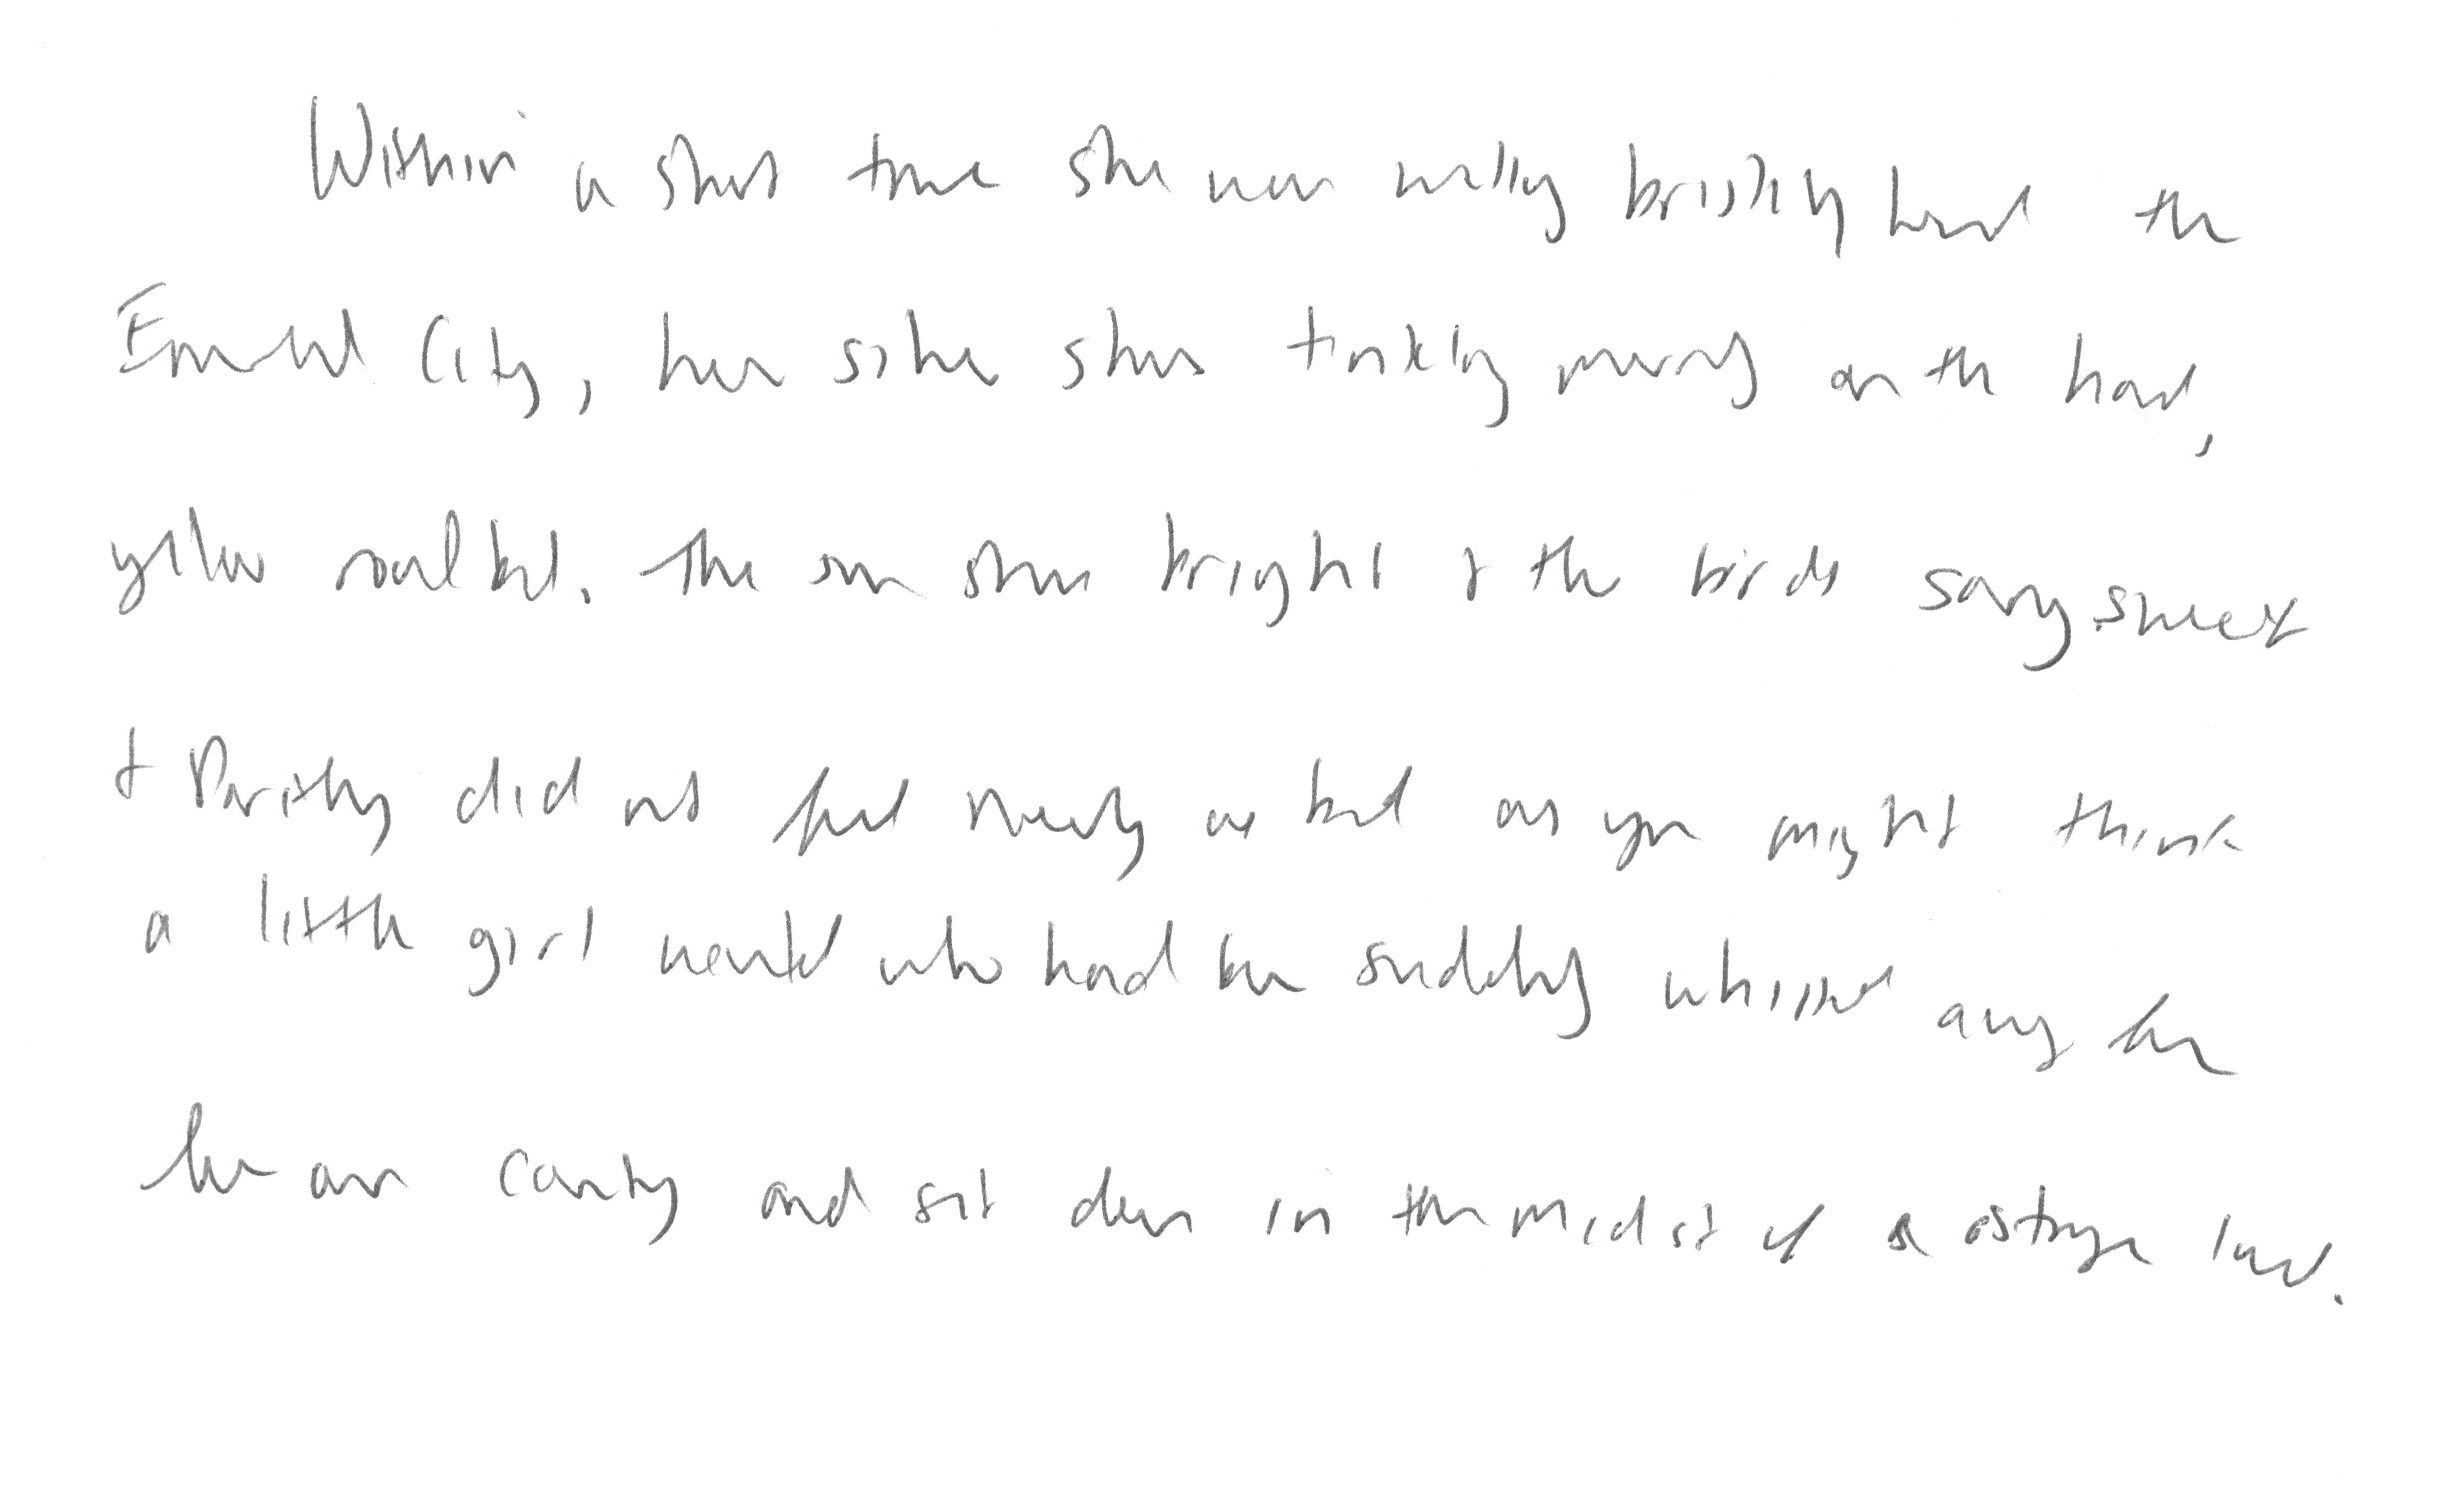 Within a short time she was walking briskly toward the
Emerald City, her silver shoes tinkling merrily on the hard,
yellow road bed. The sun shone bright & the birds sang sweet
& Dorothy did not feel nearly as bad as you might think
a little girl would who had been suddenly whisked away from
her own country and set down in the midst of a strange land.